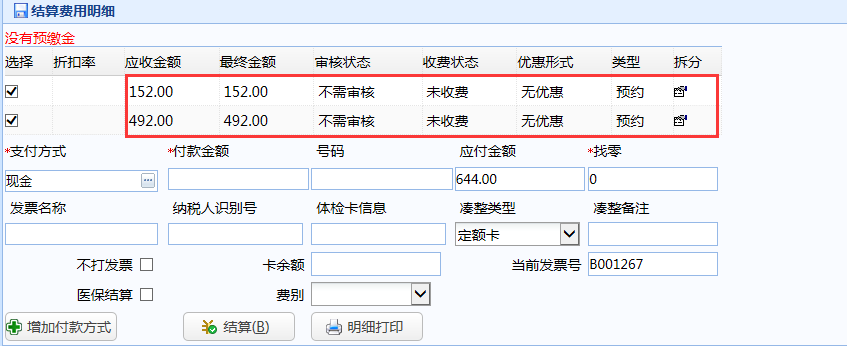 结算费用明细
没有预缴金
选择 折扣率 应收金额 最终金额 审核状态 收费状态 优惠形式 类型 拆分
152.00 152.00 不需审核 未收费 无优惠 预约
492.00 492.00 不需审核 未收费 无优惠 预约
*支付方式 *付款金额 号码 应付金额 *找零
现金 ... 644.00 0
发票名称 纳税人识别号 体检卡信息 凑整类型 凑整备注
定额卡
不打发票 卡余额 当前发票号 B001267
医保结算 费别
增加付款方式 结算(B) 明细打印